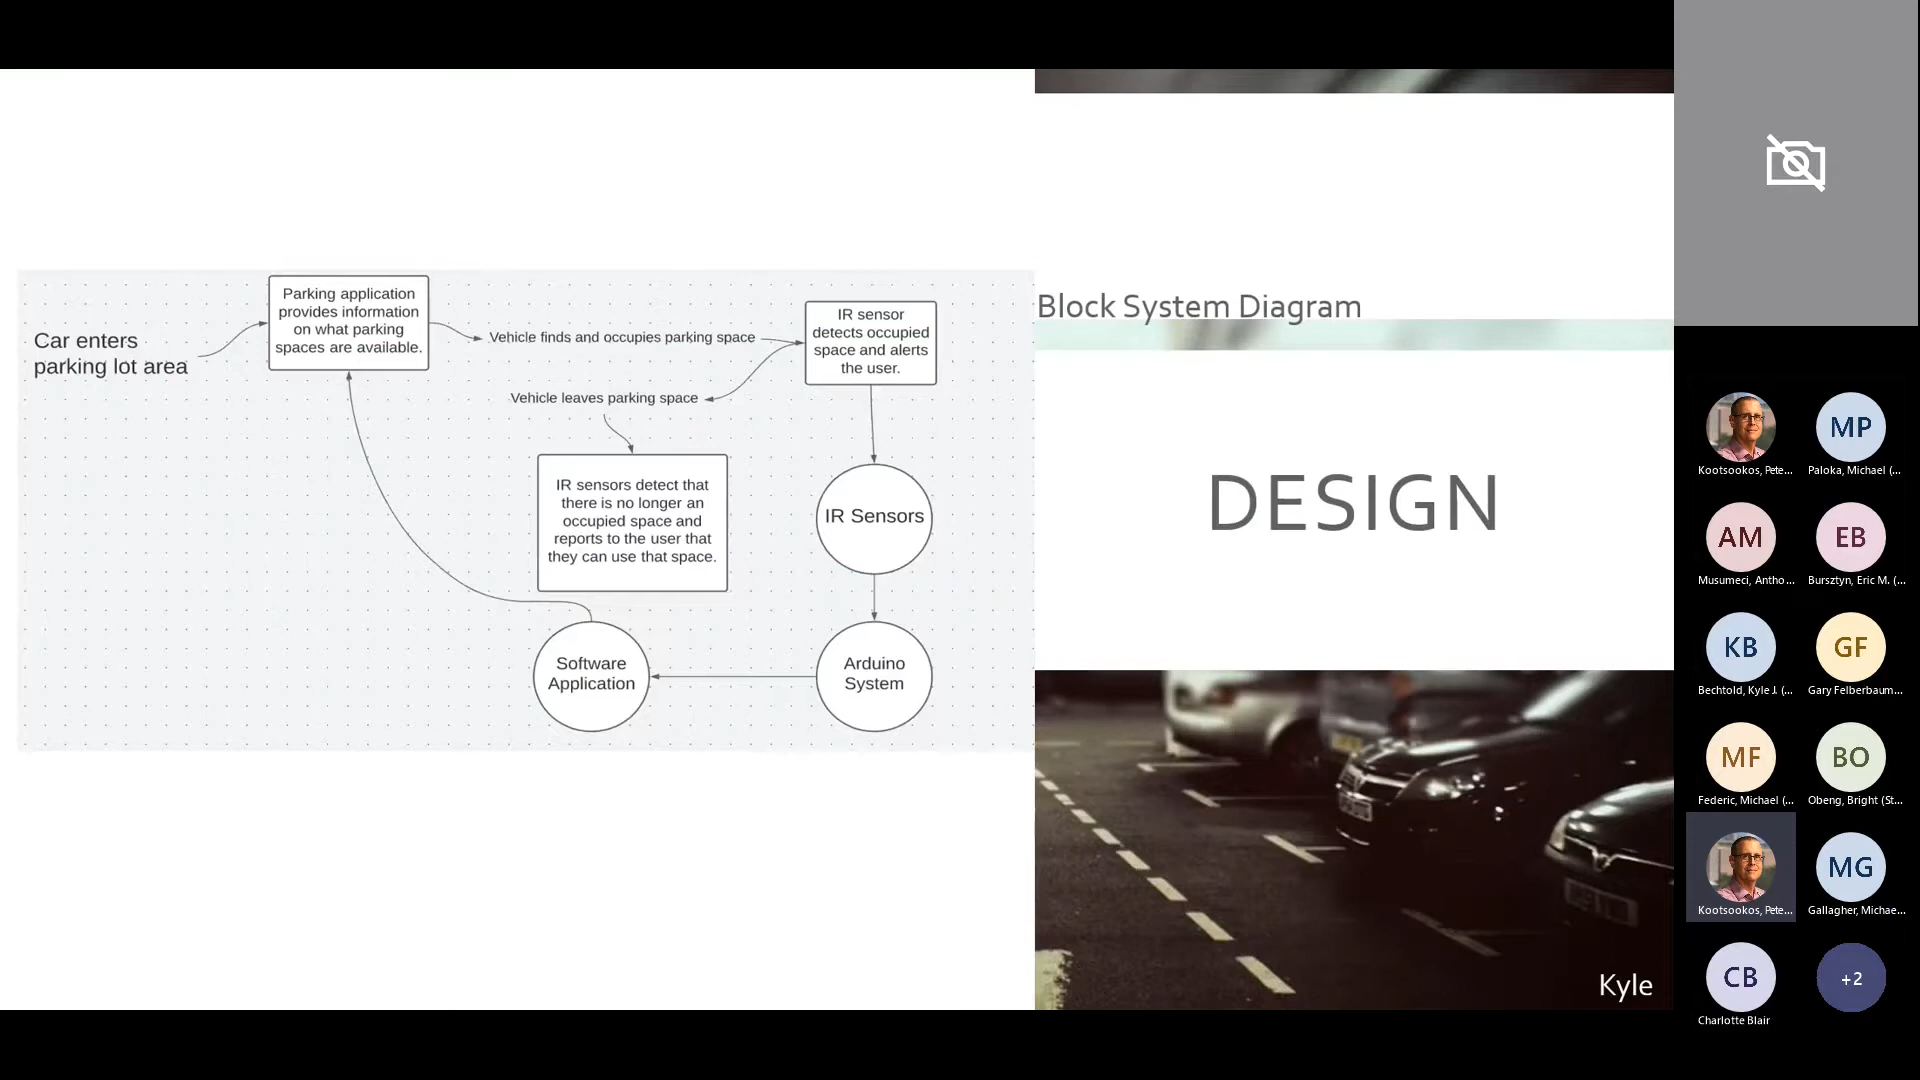 Car enters
parking lot area
Parking application
provides information
on what parking
spaces are available.
Vehicle finds and occupies parking space
IR sensor
detects occupied
space and alerts
the user.
Vehicle leaves parking space
IR sensors detect that
there is no longer an
occupied space and
reports to the user that
they can use that space.
IR Sensors
Arduino
System
Software
Application
Block System Diagram
DESIGN
Kyle
Kootsookos, Pete...
MP
Paloka, Michael (...
AM
Musumeci, Antho...
EB
Bursztyn, Eric M. (...
KB
Bechtold, Kyle J. (...
GF
Gary Felberbaum...
MF
Federic, Michael (...
BO
Obeng, Bright (St...
Kootsookos, Pete...
MG
Gallagher, Michae...
CB
Charlotte Blair
+2